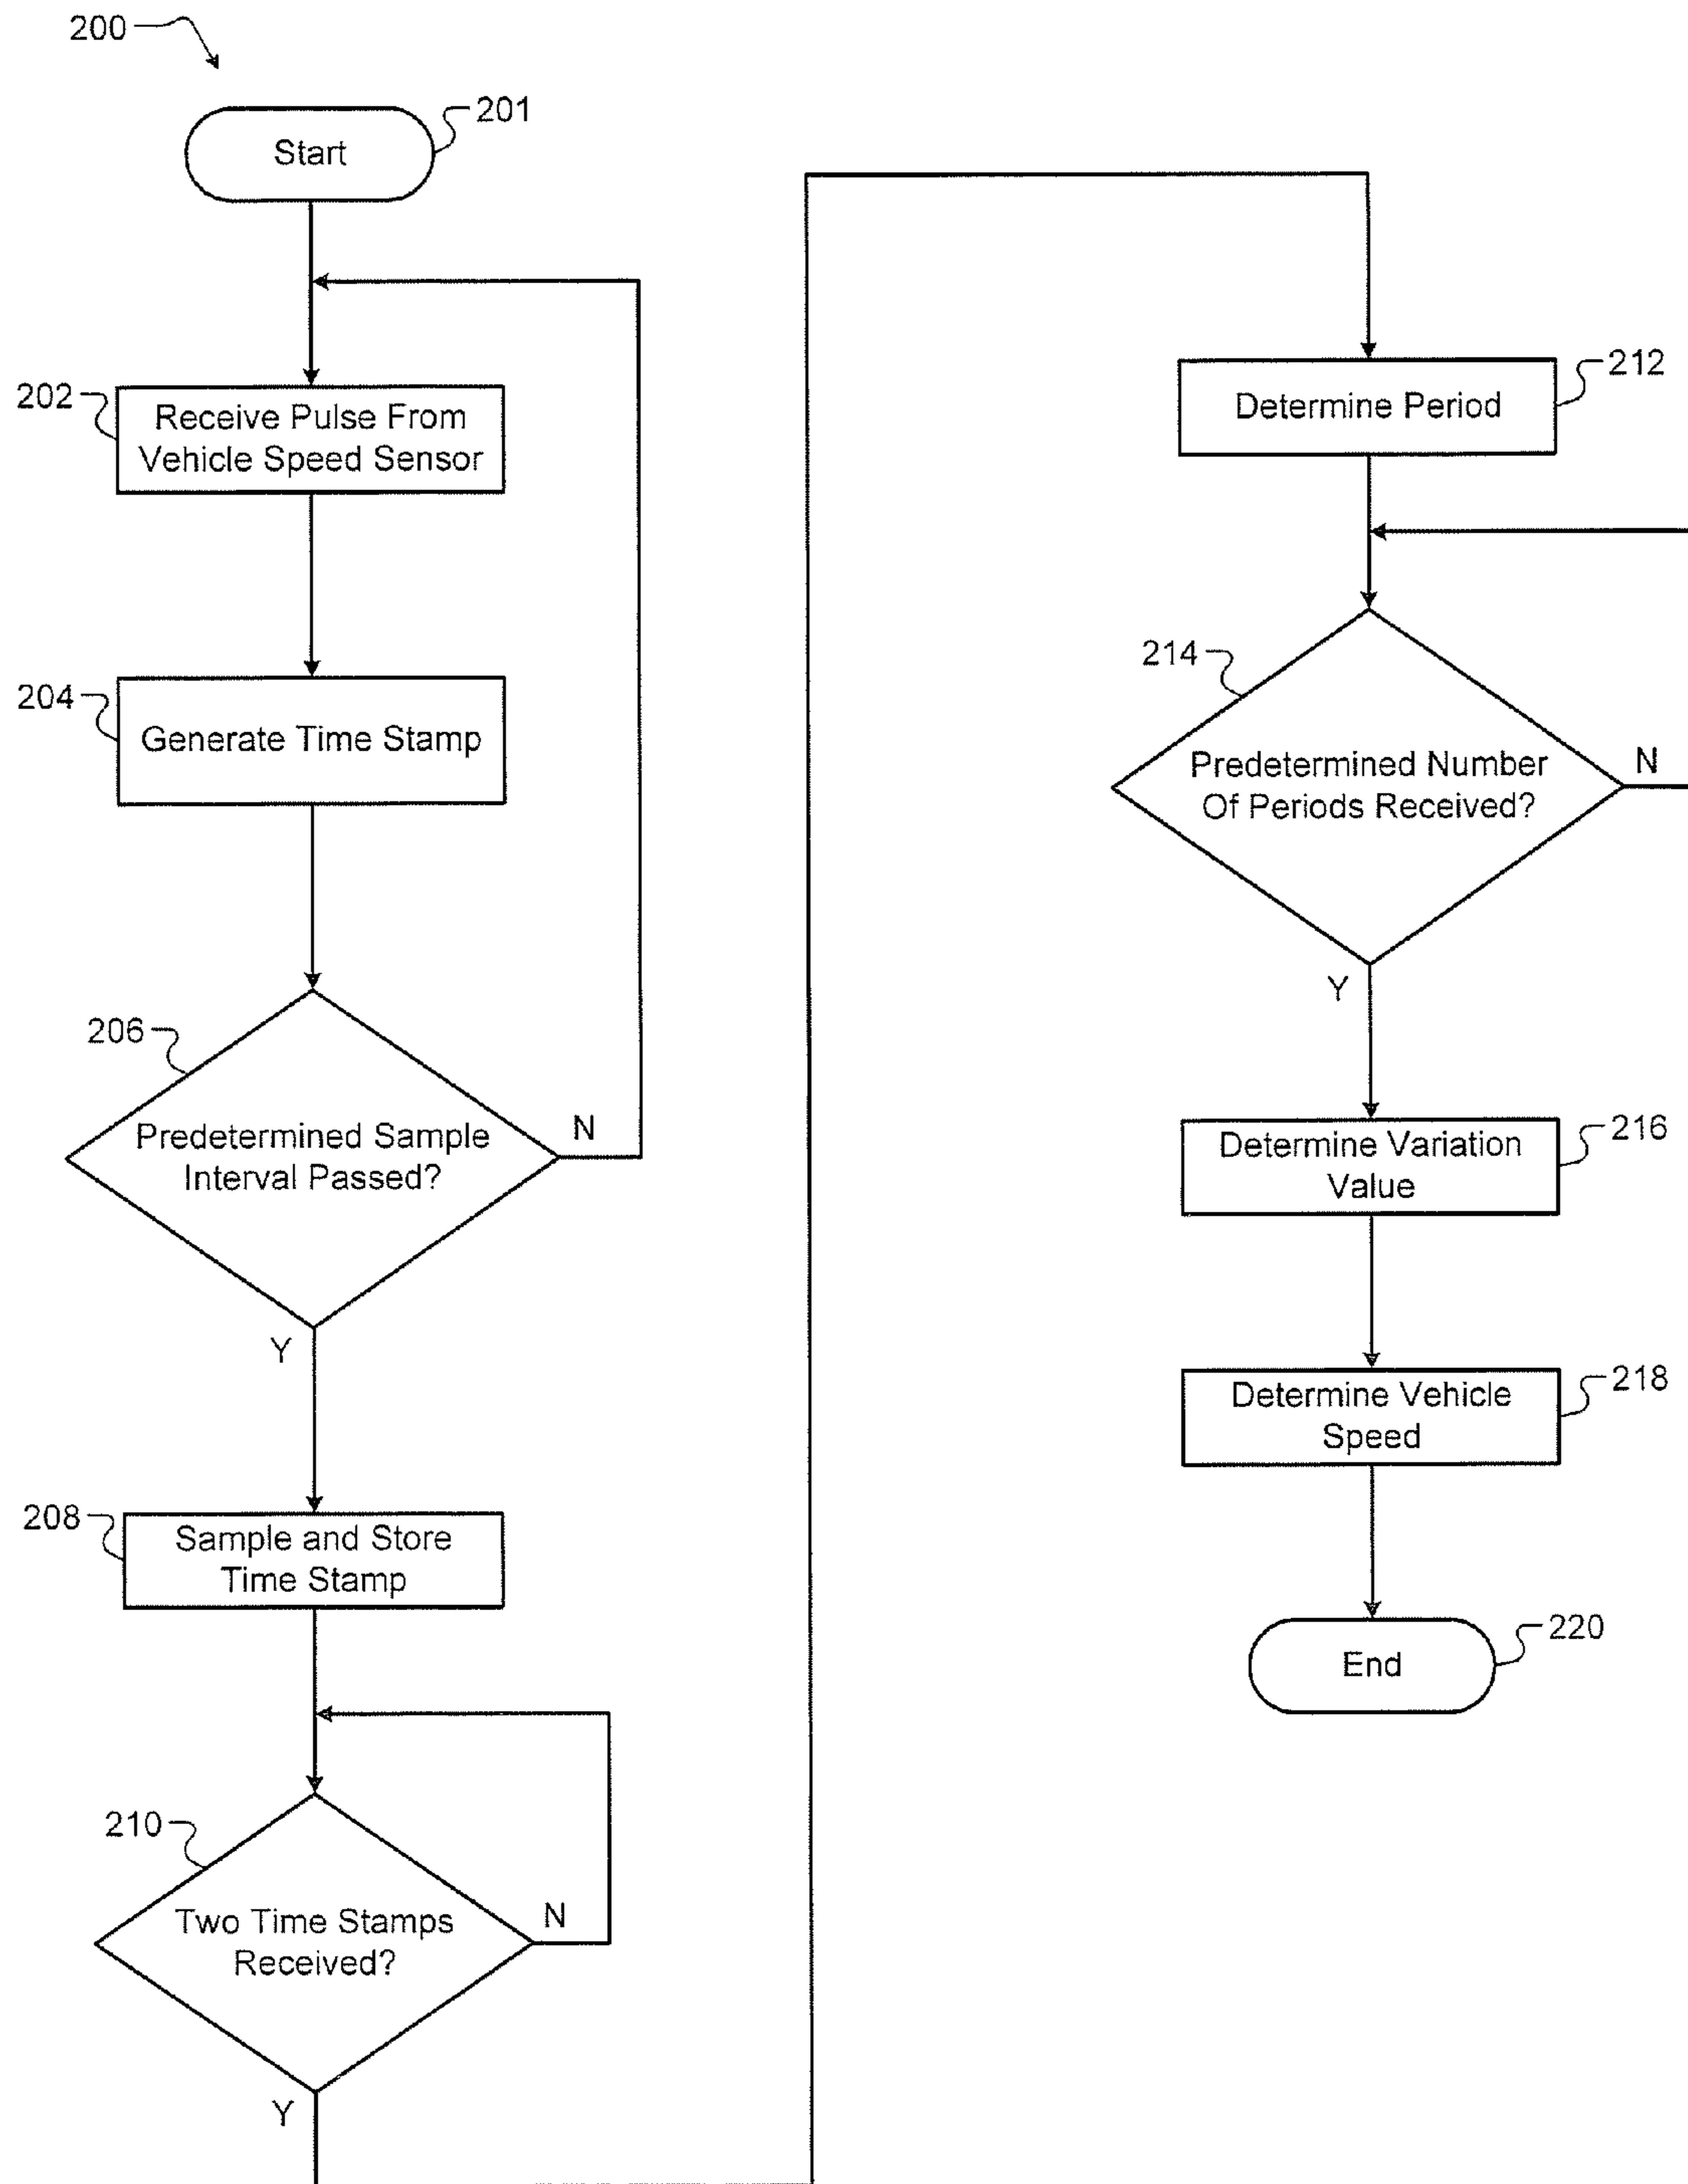 200
Start
201
202
Receive Pulse From
Vehicle Speed Sensor
204
Generate Time Stamp
206
Predetermined Sample
Interval Passed?
N
Y
208
Sample and Store
Time Stamp
210
Two Time Stamps
Received?
N
Y
Determine Period
212
214
Predetermined Number
Of Periods Received?
N
Y
Determine Variation
Value
216
Determine Vehicle
Speed
218
End
220